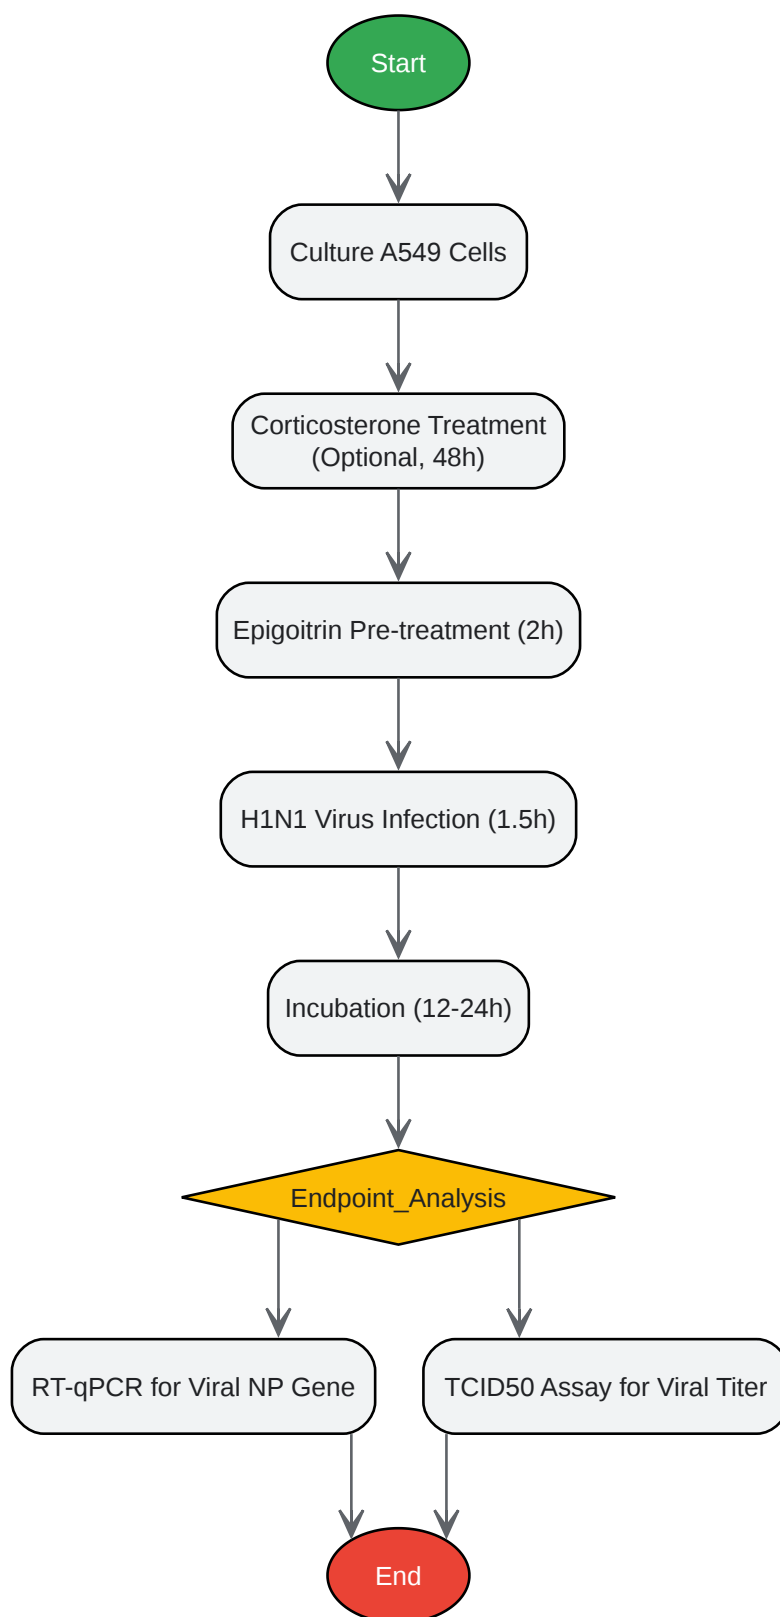 Start
Culture A549 Cells
Corticosterone Treatment
(Optional, 48h)
Epigoitrin Pre-treatment (2h)
H1N1 Virus Infection (1.5h)
Incubation (12-24h)
Endpoint_Analysis
RT-qPCR for Viral NP Gene
TCID50 Assay for Viral Titer
End